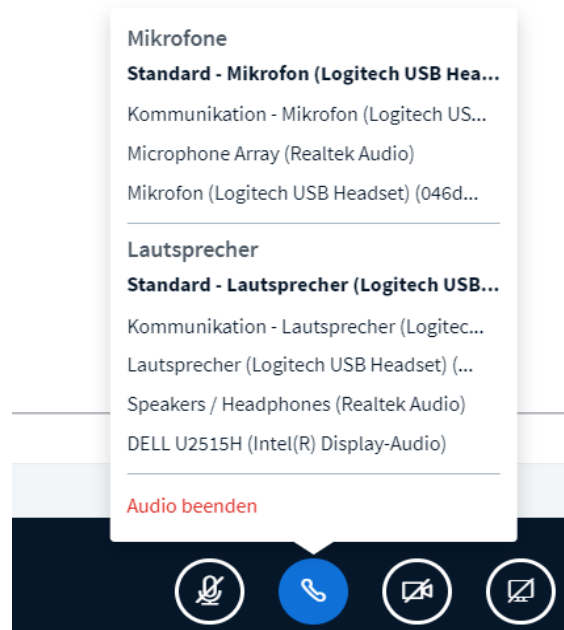 Mikrofone
Standard - Mikrofon (Logitech USB Hea...
Kommunikation - Mikrofon (Logitech US...
Microphone Array (Realtek Audio)
Mikrofon (Logitech USB Headset) (046d...
Lautsprecher
Standard - Lautsprecher (Logitech USB...
Kommunikation - Lautsprecher (Logitec...
Lautsprecher (Logitech USB Headset) (...
Speakers / Headphones (Realtek Audio)
DELL U2515H (Intel(R) Display-Audio)
Audio beenden